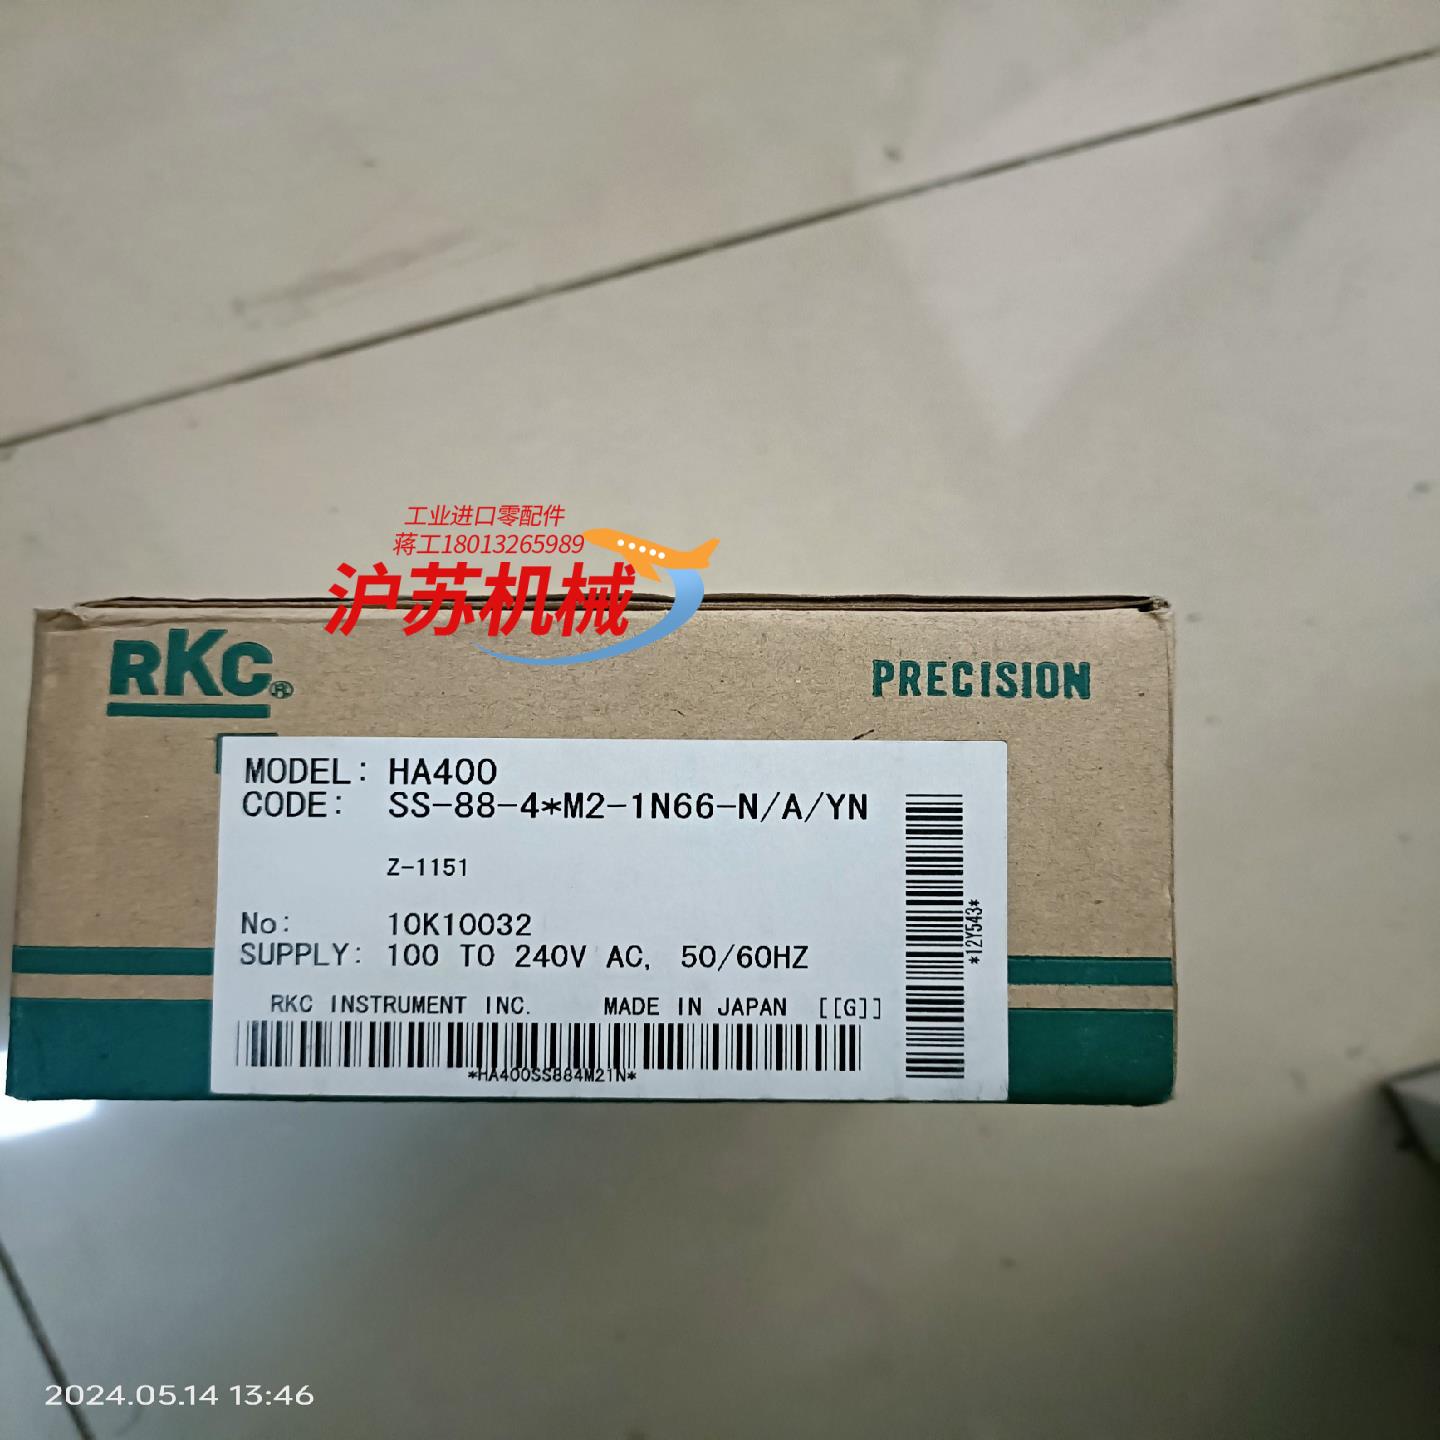 工业进口零配件
蒋工18013265989
沪苏机械
RKC®
PRECISION
MODEL: HA400
CODE: SS-88-4*M2-1N66-N/A/YN
Z-1151
No: 10K10032
SUPPLY: 100 TO 240V AC, 50/60HZ
RKC INSTRUMENT INC. MADE IN JAPAN [[G]]
*HA400SS884M21N*
*12Y543*
2024.05.14 13:46